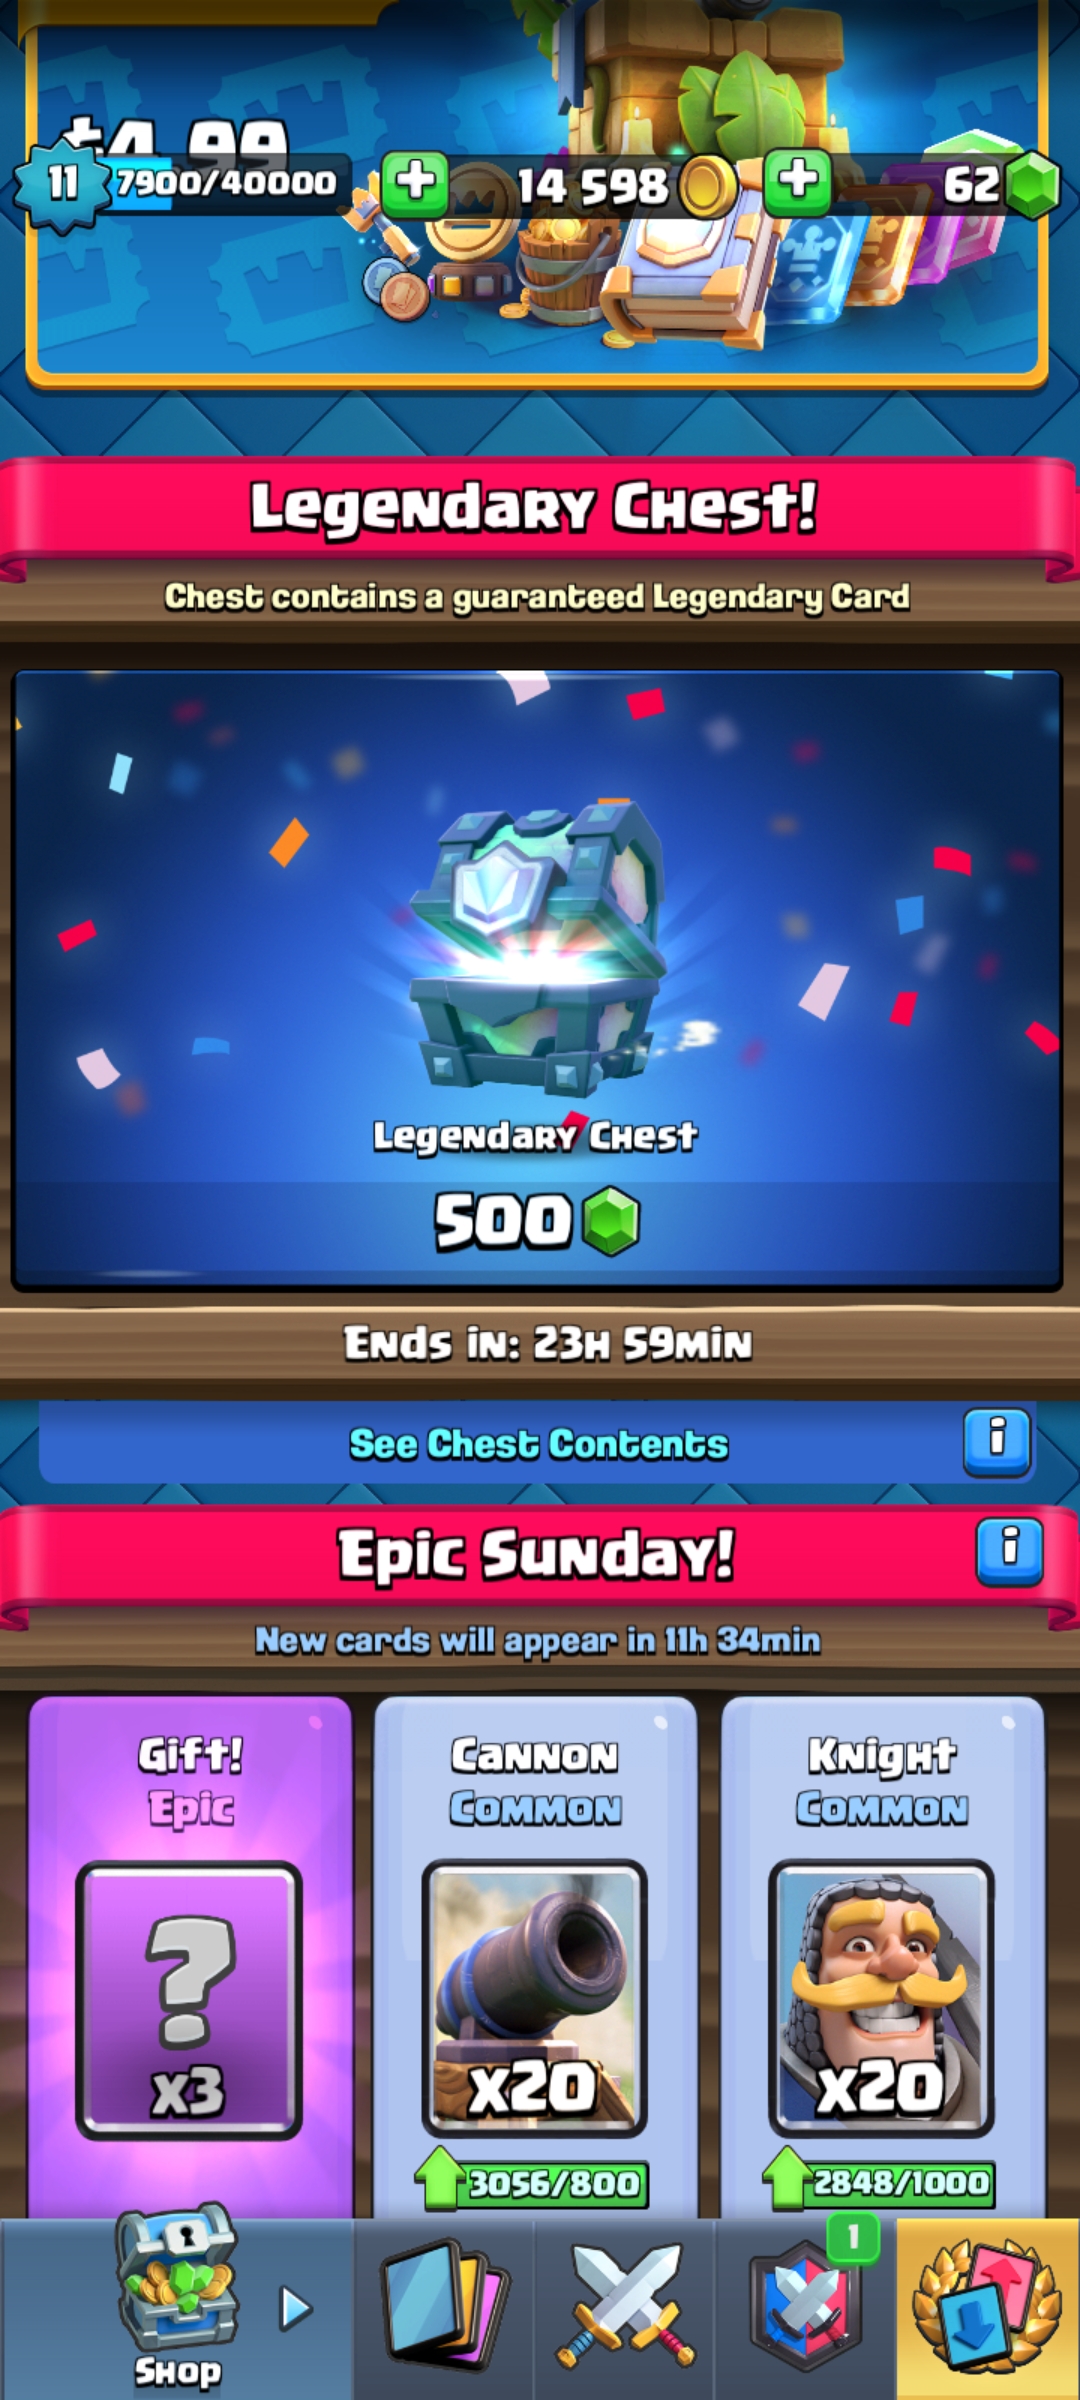 4.99
11
7900/40000
14 598
62
Legendary Chest!
Chest contains a guaranteed Legendary Card
Legendary Chest
500
Ends in: 23h 59min
See Chest Contents
i
Epic Sunday!
i
New cards will appear in 11h 34min
Gift!
Epic
?
x3
Cannon
Common
x20
3056/800
Knight
Common
x20
2848/1000
1
Shop